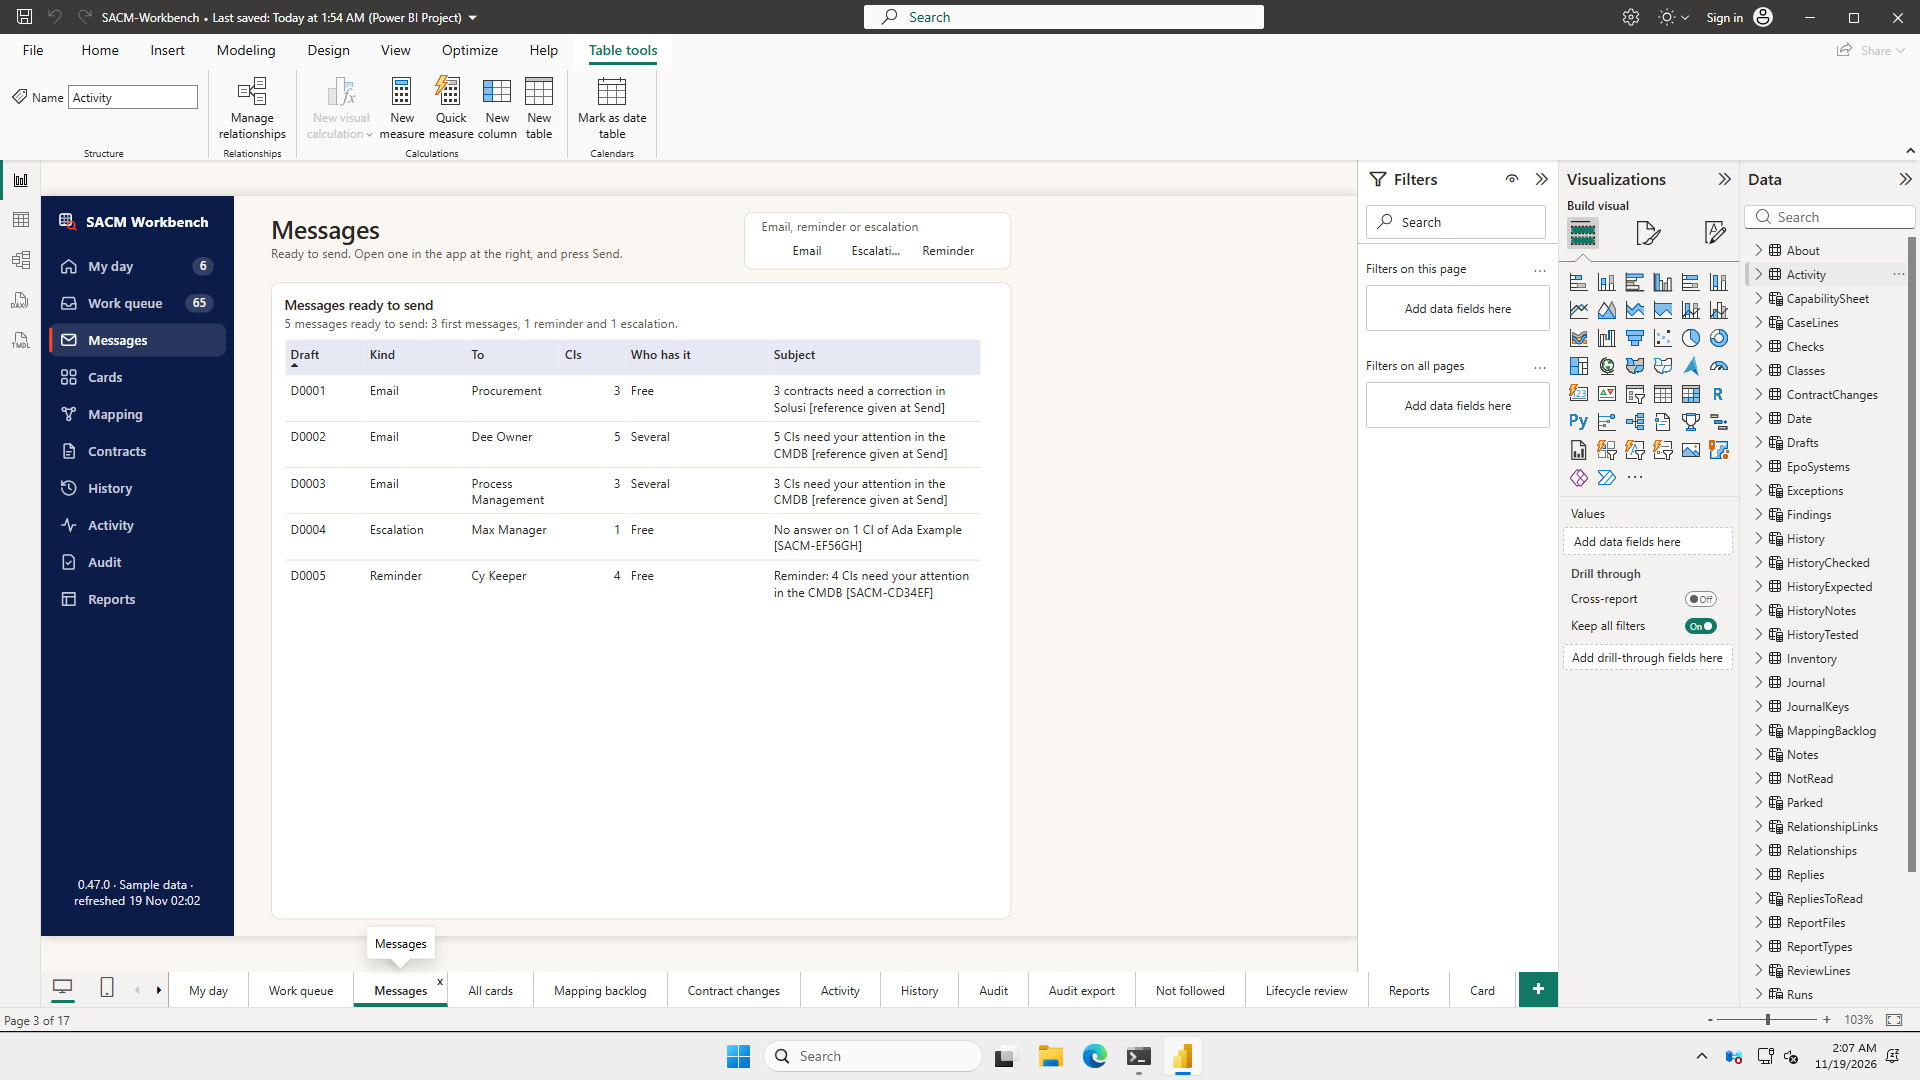 SACM-Workbench • Last saved: Today at 1:54 AM (Power BI Project)
Search
Sign in
File
Home
Insert
Modeling
Design
View
Optimize
Help
Table tools
Share
Name
Activity
Structure
Manage relationships
Relationships
New visual calculation
New measure
Quick measure
New column
New table
Calculations
Mark as date table
Calendars
DAX
TMDL
SACM Workbench
My day
6
Work queue
65
Messages
Cards
Mapping
Contracts
History
Activity
Audit
Reports
0.47.0 · Sample data ·
refreshed 19 Nov 02:02
Messages
Ready to send. Open one in the app at the right, and press Send.
Email, reminder or escalation
Email
Escalati...
Reminder
Messages ready to send
5 messages ready to send: 3 first messages, 1 reminder and 1 escalation.
Draft Kind To CIs Who has it Subject
D0001 Email Procurement 3 Free 3 contracts need a correction in
Solusi [reference given at Send]
D0002 Email Dee Owner 5 Several 5 CIs need your attention in the
CMDB [reference given at Send]
D0003 Email Process Management 3 Several 3 CIs need your attention in the
CMDB [reference given at Send]
D0004 Escalation Max Manager 1 Free No answer on 1 CI of Ada Example
[SACM-EF56GH]
D0005 Reminder Cy Keeper 4 Free Reminder: 4 CIs need your attention
in the CMDB [SACM-CD34EF]
Filters
Search
Filters on this page
...
Add data fields here
Filters on all pages
...
Add data fields here
Visualizations
Build visual
123
R
Py
...
Values
Add data fields here
Drill through
Cross-report
Off
Keep all filters
On
Add drill-through fields here
Data
Search
About
Activity
...
CapabilitySheet
CaseLines
Checks
Classes
ContractChanges
Date
Drafts
EpoSystems
Exceptions
Findings
History
HistoryChecked
HistoryExpected
HistoryNotes
HistoryTested
Inventory
Journal
JournalKeys
MappingBacklog
Notes
NotRead
Parked
RelationshipLinks
Relationships
Replies
RepliesToRead
ReportFiles
ReportTypes
ReviewLines
Runs
Messages
My day
Work queue
Messages
x
All cards
Mapping backlog
Contract changes
Activity
History
Audit
Audit export
Not followed
Lifecycle review
Reports
Card
+
Page 3 of 17
- + 103%
Search
2:07 AM
11/19/2026